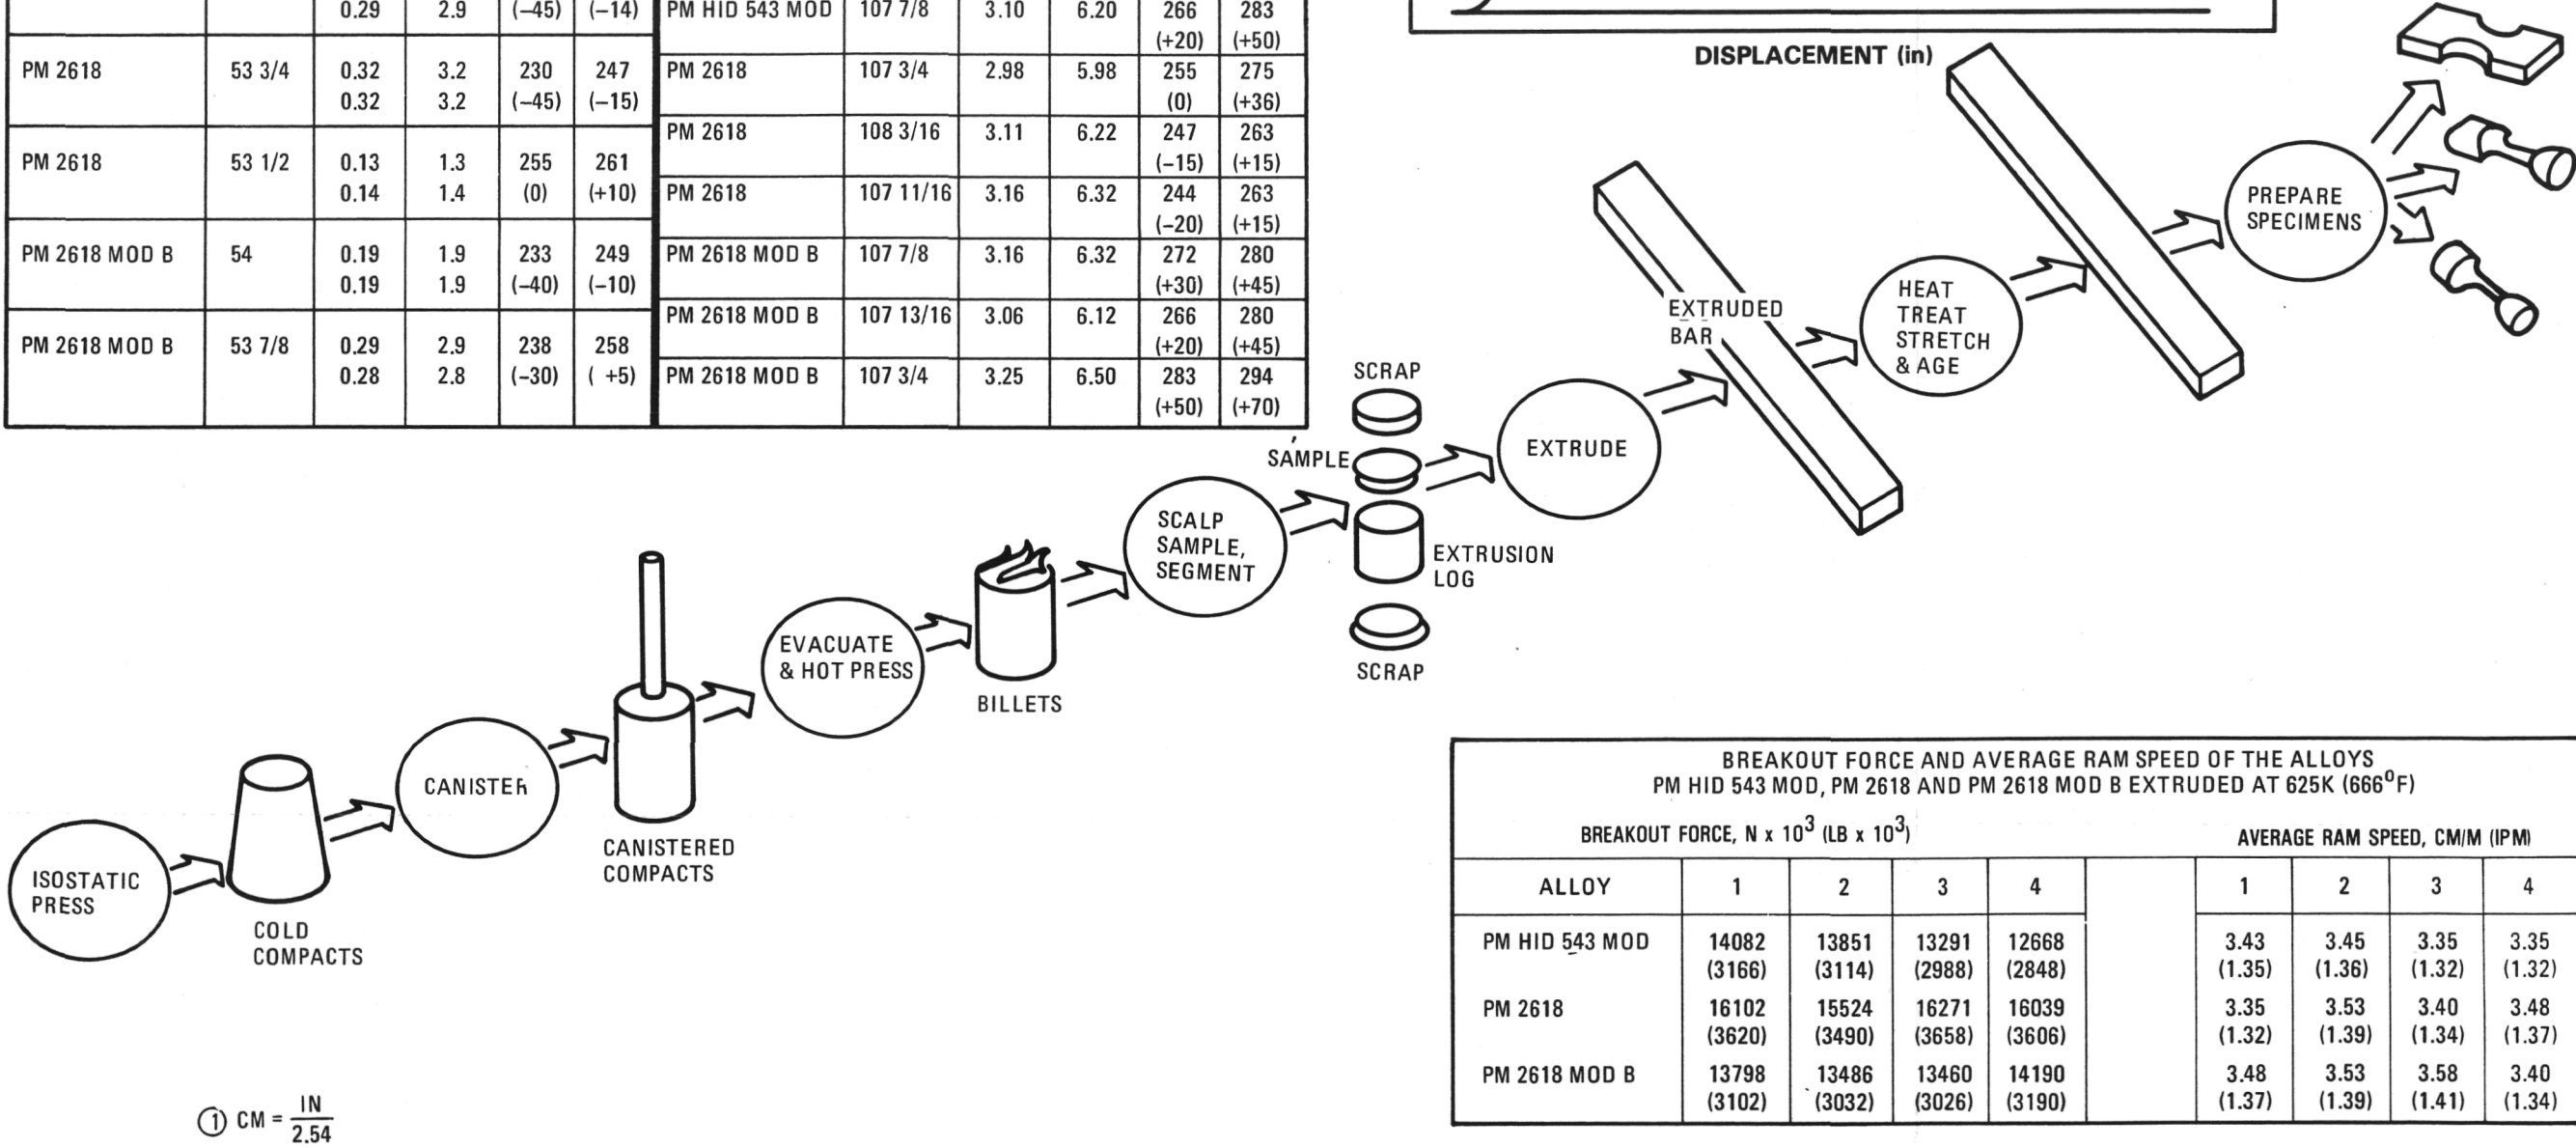 0.29 2.9 (–45) (–14) PM HID 543 MOD 107 7/8 3.10 6.20 266 283
(+20) (+50)
PM 2618 53 3/4 0.32 3.2 230 247 PM 2618 107 3/4 2.98 5.98 255 275
0.32 3.2 (–45) (–15) (0) (+36)
PM 2618 108 3/16 3.11 6.22 247 263
PM 2618 53 1/2 0.13 1.3 255 261 (–15) (+15)
0.14 1.4 (0) (+10) PM 2618 107 11/16 3.16 6.32 244 263
(–20) (+15)
PM 2618 MOD B 54 0.19 1.9 233 249 PM 2618 MOD B 107 7/8 3.16 6.32 272 280
0.19 1.9 (–40) (–10) (+30) (+45)
PM 2618 MOD B 107 13/16 3.06 6.12 266 280
PM 2618 MOD B 53 7/8 0.29 2.9 238 258 (+20) (+45)
0.28 2.8 (–30) ( +5) PM 2618 MOD B 107 3/4 3.25 6.50 283 294
(+50) (+70)
DISPLACEMENT (in)
ISOSTATIC
PRESS
COLD
COMPACTS
CANISTER
CANISTERED
COMPACTS
EVACUATE
& HOT PRESS
BILLETS
SCALP
SAMPLE,
SEGMENT
SCRAP
SAMPLE
EXTRUSION
LOG
SCRAP
EXTRUDE
EXTRUDED
BAR
HEAT
TREAT
STRETCH
& AGE
PREPARE
SPECIMENS
BREAKOUT FORCE AND AVERAGE RAM SPEED OF THE ALLOYS
PM HID 543 MOD, PM 2618 AND PM 2618 MOD B EXTRUDED AT 625K (666⁰F)
BREAKOUT FORCE, N x 10³ (LB x 10³) AVERAGE RAM SPEED, CM/M (IPM)
ALLOY 1 2 3 4 1 2 3 4
PM HID 543 MOD 14082 13851 13291 12668 3.43 3.45 3.35 3.35
(3166) (3114) (2988) (2848) (1.35) (1.36) (1.32) (1.32)
PM 2618 16102 15524 16271 16039 3.35 3.53 3.40 3.48
(3620) (3490) (3658) (3606) (1.32) (1.39) (1.34) (1.37)
PM 2618 MOD B 13798 13486 13460 14190 3.48 3.53 3.58 3.40
(3102) (3032) (3026) (3190) (1.37) (1.39) (1.41) (1.34)
① CM = IN
2.54